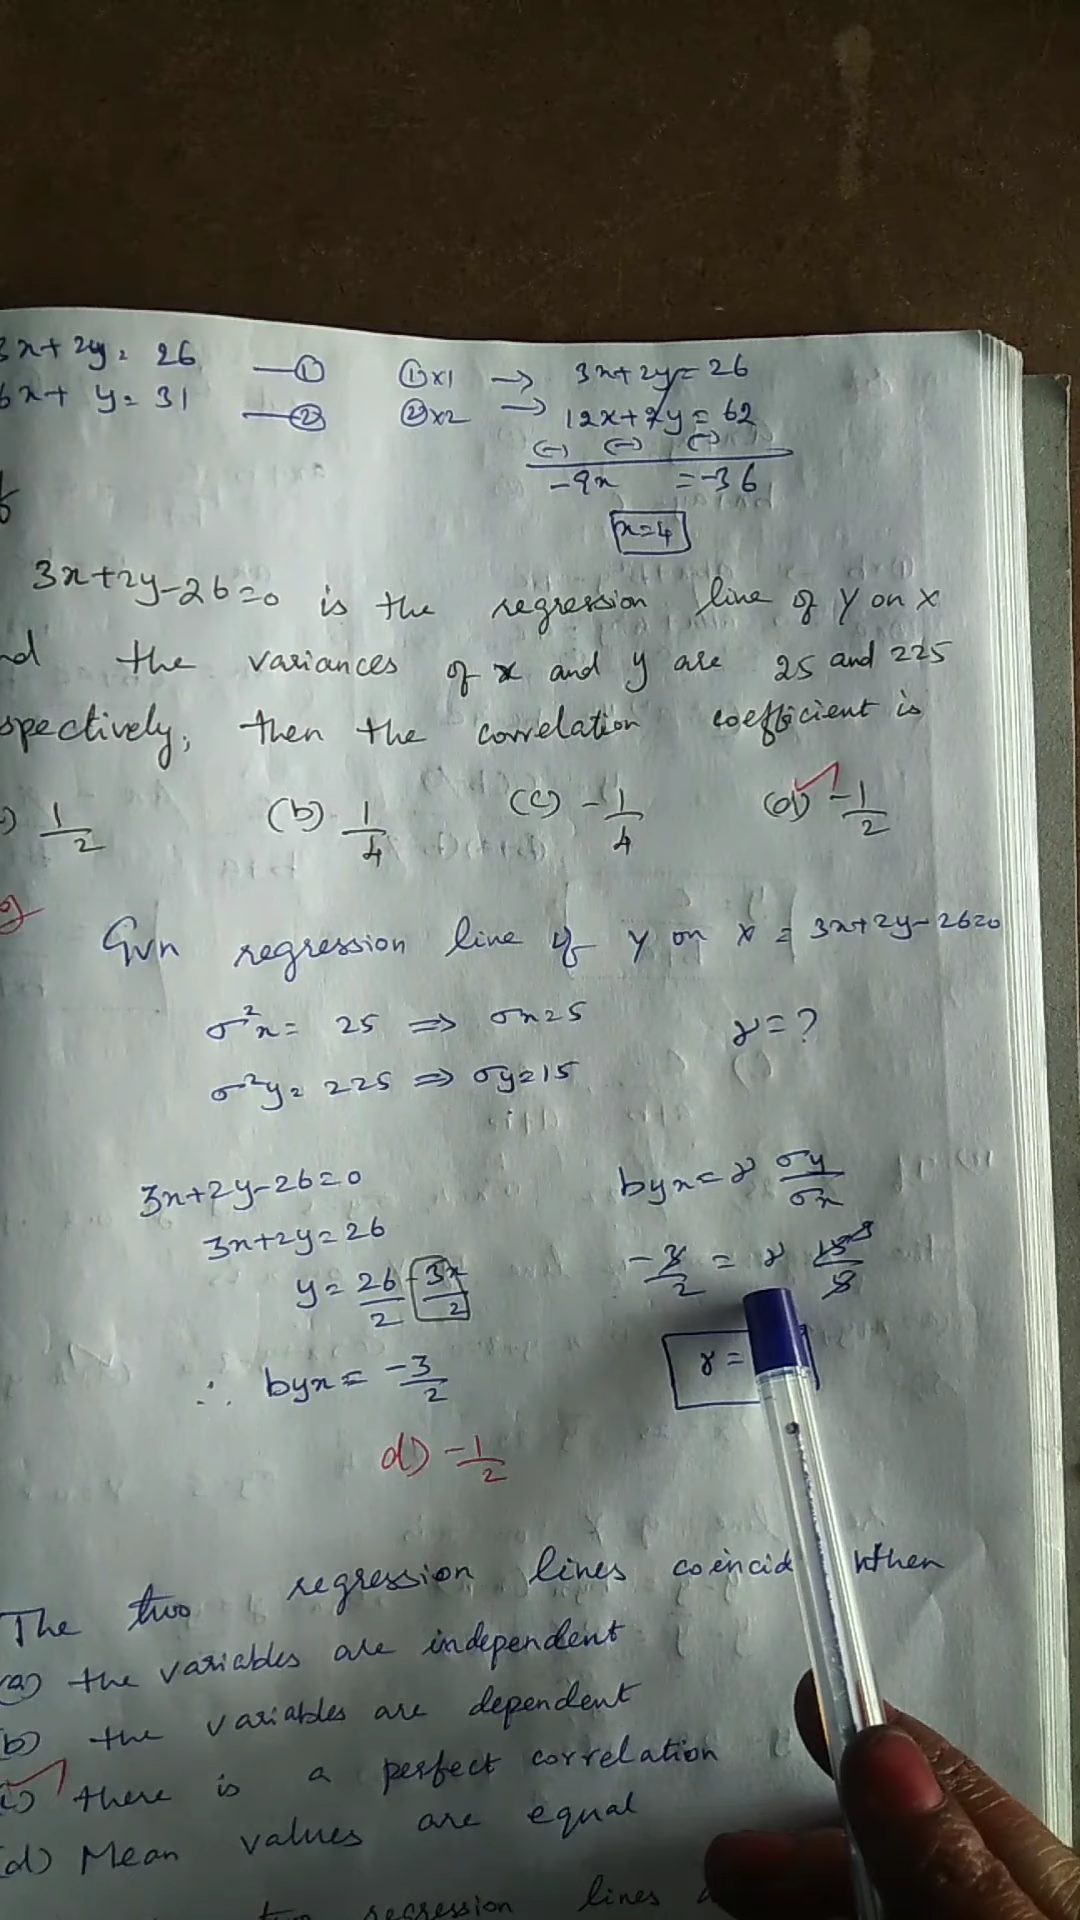 3x+2y= 26 —① ①x1 → 3x+2y=26
6x+ y=31 —② ②x2 → 12x+2y=62
(-) (-) (-)
-9x =-36
x=4
3x+2y-26=0 is the regression line of Y on X
the variances of x and y are 25 and 225
spectively, then the correlation coefficient is
1/2 (b) 1/4 (c) -1/4 (d) -1/2
Gvn regression line of Y on X = 3x+2y-26=0
σ²x= 25 ⇒ σx=5 γ=?
σ²y= 225 ⇒ σy=15
3x+2y-26=0 byx=γ σy/σx
3x+2y=26
y= 26/2 -3x/2 -3/2 = γ 15/5
∴ byx= -3/2 γ=
d) -1/2
The two regression lines coincid when
(a) the variables are independent
(b) the variables are dependent
(c) there is a perfect correlation
(d) Mean values are equal
two regression lines